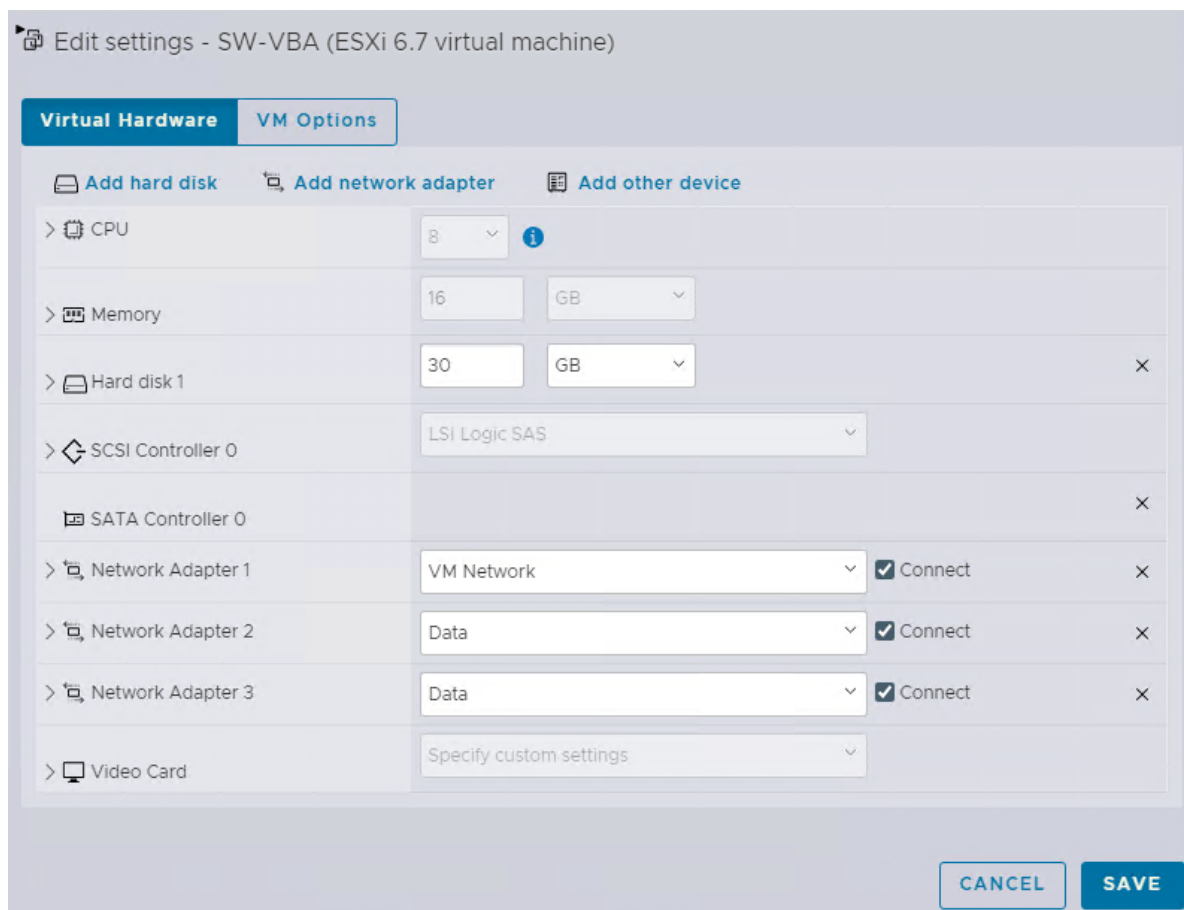 Edit settings - SW-VBA (ESXi 6.7 virtual machine)
Virtual Hardware VM Options
Add hard disk Add network adapter Add other device
CPU 8
Memory 16 GB
Hard disk 1 30 GB
SCSI Controller 0 LSI Logic SAS
SATA Controller 0
Network Adapter 1 VM Network Connect
Network Adapter 2 Data Connect
Network Adapter 3 Data Connect
Video Card Specify custom settings
CANCEL SAVE